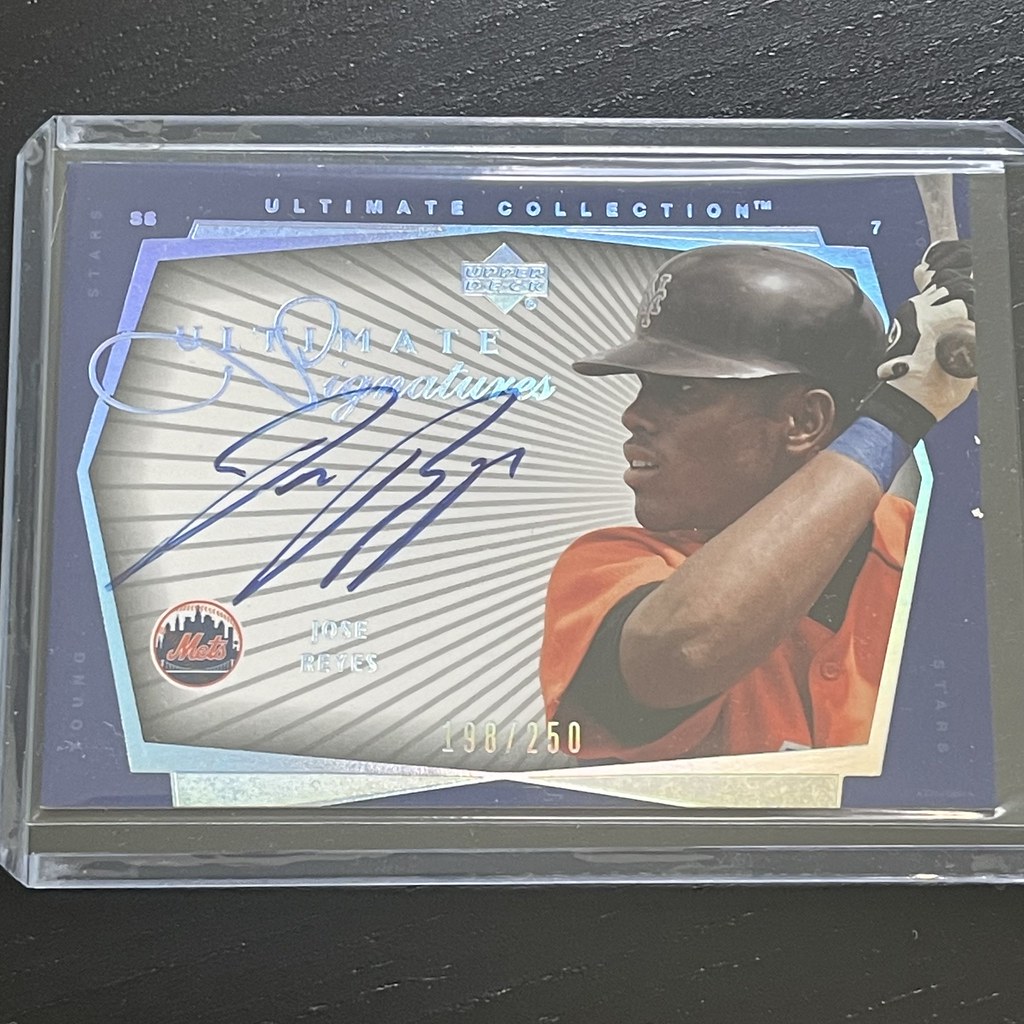 ULTIMATE COLLECTION™
SS
7
UPPER
DECK
®
ULTIMATE
Signatures
Mets
JOSE
REYES
198/250
STARS
YOUNG
STARS